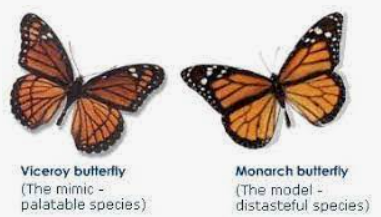 Viceroy butterfly
(The mimic -
palatable species)
Monarch butterfly
(The model -
distasteful species)